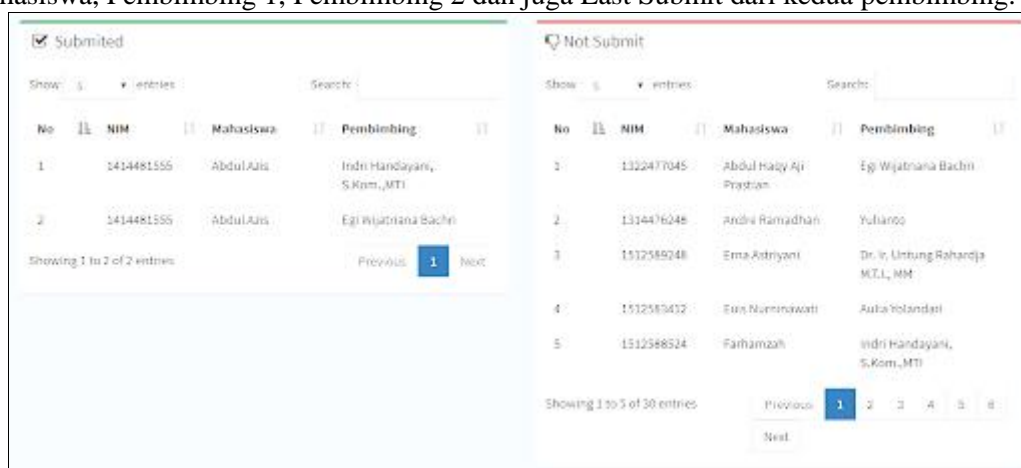 Mahasiswa, Pembimbing 1, Pembimbing 2 dan juga Last Submit dari kedua pembimbing.
Submited
Show 5 entries Search:
No NIM Mahasiswa Pembimbing
1 1414481555 Abdul Azis Indri Handayani,
S.Kom.,MTI
2 1414481555 Abdul Azis Egi Wijatnana Bachri
Showing 1 to 2 of 2 entries Previous 1 Next
Not Submit
Show 5 entries Search:
No NIM Mahasiswa Pembimbing
1 1322477045 Abdul Haqy Aji Egi Wijatnana Bachri
Prastian
2 1314476246 Andre Ramadhan Yulianto
3 1512589248 Erna Astriyani Dr. Ir. Untung Rahardja
M.T.I., MM
4 Euis Nurninawati Aulia Yolandari
5 1512588524 Farhamzah Indri Handayani,
S.Kom.,MTI
Showing 1 to 5 of 30 entries Previous 1 2 3 4 5 6
Next